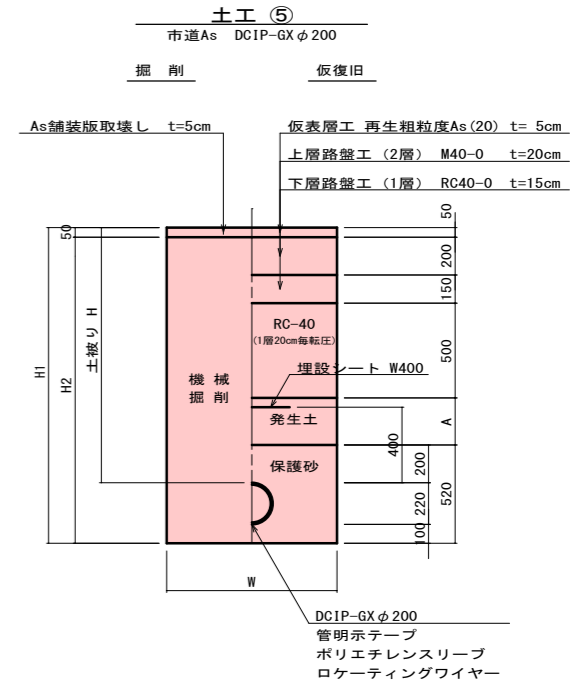 土工 ⑤
市道As DCIP-GXφ200
掘 削
仮復旧
As舗装版取壊し t=5cm
仮表層工 再生粗粒度As(20) t= 5cm
上層路盤工 (2層) M40-0 t=20cm
下層路盤工 (1層) RC40-0 t=15cm
50
50
200
150
土被り H
RC-40
(1層20cm毎転圧)
500
H1
H2
機 械
掘 削
埋設シート W400
発生土
A
400
保護砂
200
520
220
100
W
DCIP-GXφ200
管明示テープ
ポリエチレンスリーブ
ロケーティングワイヤー